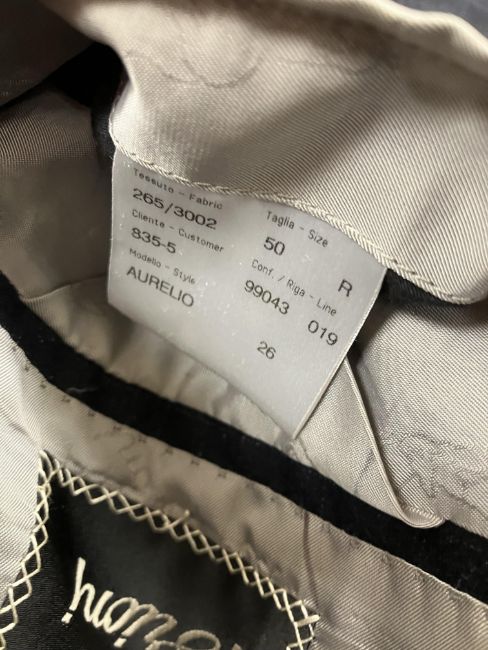 Tessuto - Fabric
265/3002
Cliente - Customer
835-5
Modello - Style
AURELIO
Taglia - Size
50 R
Conf. / Riga - Line
99043 019
26